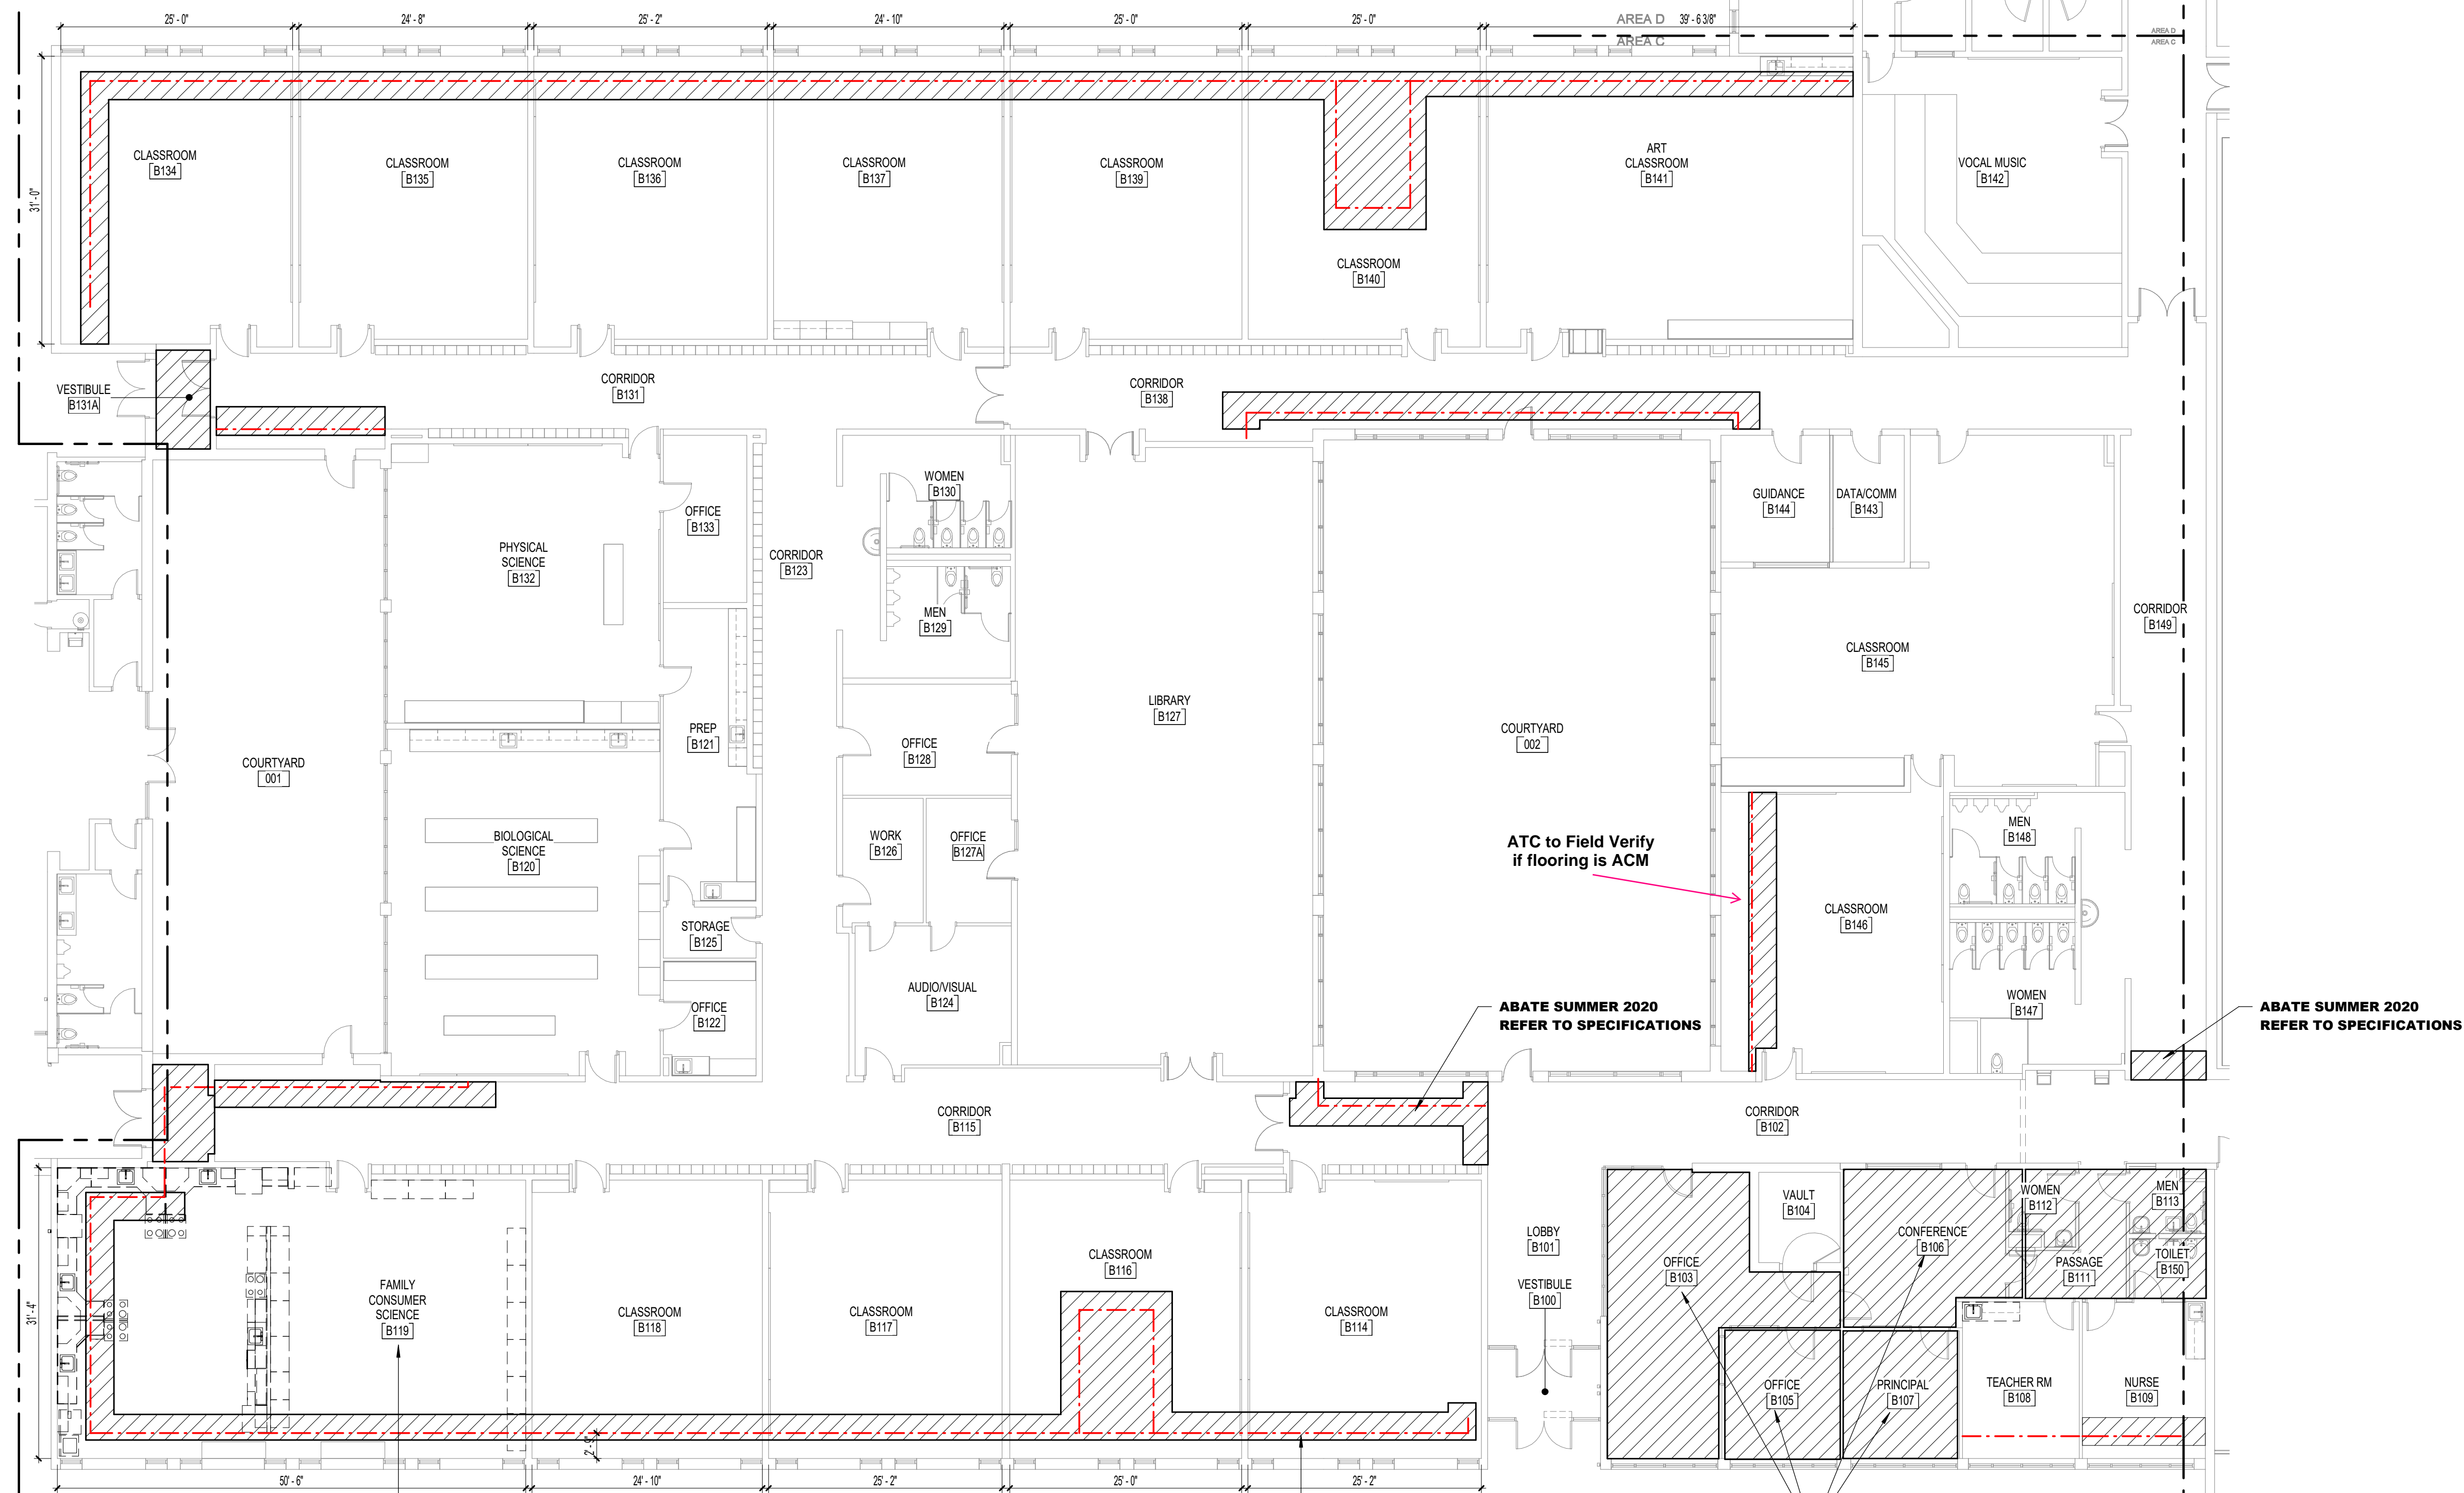 25' - 0"
24' - 8"
25' - 2"
24' - 10"
25' - 0"
25' - 0"
AREA D
39' - 6 3/8"
AREA C
AREA D
AREA C
31' - 0"
CLASSROOM
B134
CLASSROOM
B135
CLASSROOM
B136
CLASSROOM
B137
CLASSROOM
B139
CLASSROOM
B140
ART
CLASSROOM
B141
VOCAL MUSIC
B142
VESTIBULE
B131A
CORRIDOR
B131
CORRIDOR
B138
COURTYARD
001
PHYSICAL
SCIENCE
B132
OFFICE
B133
CORRIDOR
B123
WOMEN
B130
MEN
B129
GUIDANCE
B144
DATA/COMM
B143
CORRIDOR
B149
CLASSROOM
B145
LIBRARY
B127
COURTYARD
002
PREP
B121
OFFICE
B128
BIOLOGICAL
SCIENCE
B120
WORK
B126
OFFICE
B127A
ATC to Field Verify
if flooring is ACM
MEN
B148
CLASSROOM
B146
STORAGE
B125
AUDIO/VISUAL
B124
OFFICE
B122
WOMEN
B147
ABATE SUMMER 2020
REFER TO SPECIFICATIONS
ABATE SUMMER 2020
REFER TO SPECIFICATIONS
CORRIDOR
B115
CORRIDOR
B102
VAULT
B104
WOMEN
B112
MEN
B113
LOBBY
B101
CONFERENCE
B106
OFFICE
B103
PASSAGE
B111
TOILET
B150
VESTIBULE
B100
31' - 4"
FAMILY
CONSUMER
SCIENCE
B119
CLASSROOM
B118
CLASSROOM
B117
CLASSROOM
B116
CLASSROOM
B114
OFFICE
B105
PRINCIPAL
B107
TEACHER RM
B108
NURSE
B109
2' - 9"
50' - 6"
24' - 10"
25' - 2"
25' - 0"
25' - 2"